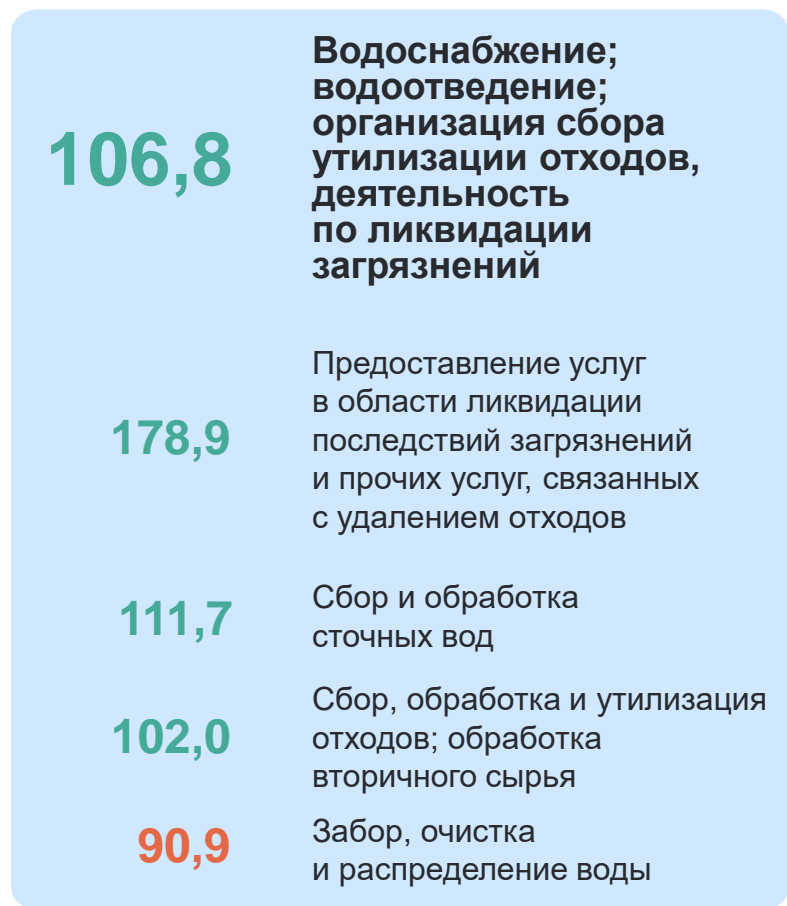 106,8
Водоснабжение;
водоотведение;
организация сбора
утилизации отходов,
деятельность
по ликвидации
загрязнений
178,9
Предоставление услуг
в области ликвидации
последствий загрязнений
и прочих услуг, связанных
с удалением отходов
111,7
Сбор и обработка
сточных вод
102,0
Сбор, обработка и утилизация
отходов; обработка
вторичного сырья
90,9
Забор, очистка
и распределение воды